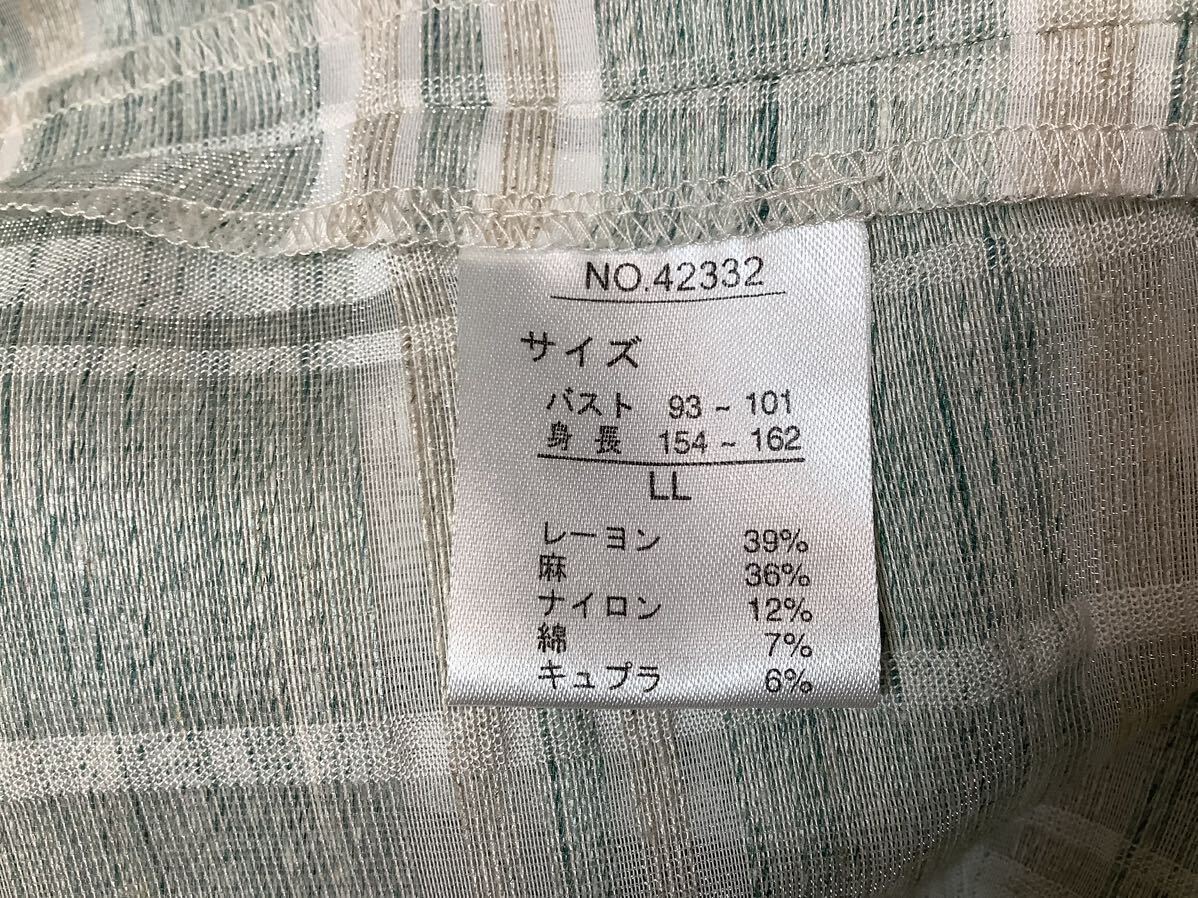 NO.42332
サイズ
バスト 93 ~ 101
身長 154 ~ 162
LL
レーヨン 39%
麻 36%
ナイロン 12%
綿 7%
キュプラ 6%